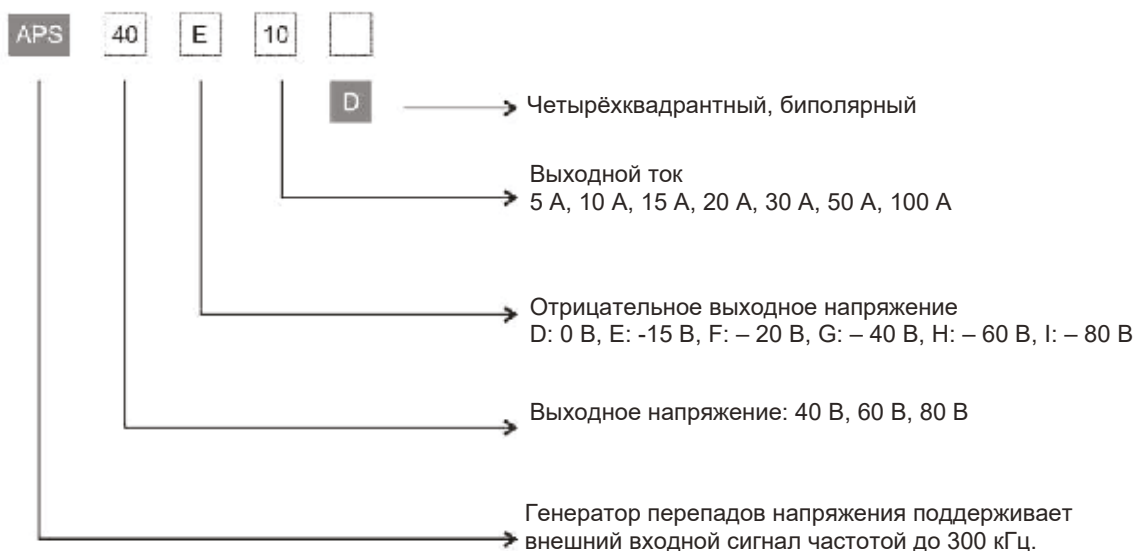 APS 40 E 10
D Четырёхквадрантный, биполярный
Выходной ток
5 А, 10 А, 15 А, 20 А, 30 А, 50 А, 100 А
Отрицательное выходное напряжение
D: 0 В, E: -15 В, F: – 20 В, G: – 40 В, H: – 60 В, I: – 80 В
Выходное напряжение: 40 В, 60 В, 80 В
Генератор перепадов напряжения поддерживает
внешний входной сигнал частотой до 300 кГц.